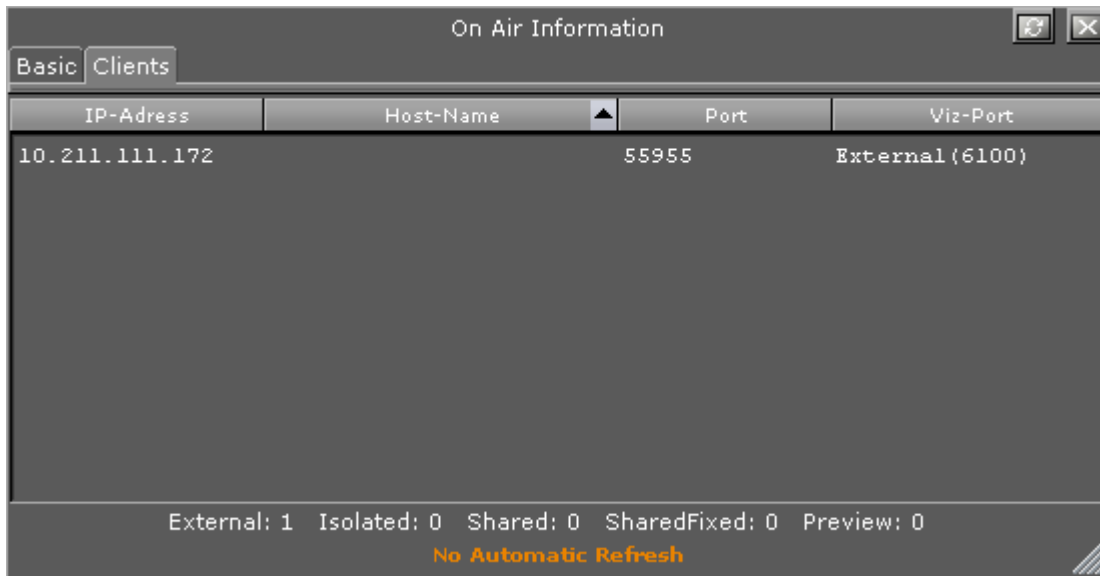 On Air Information
Basic Clients
IP-Adress Host-Name Port Viz-Port
10.211.111.172 55955 External(6100)
External: 1 Isolated: 0 Shared: 0 SharedFixed: 0 Preview: 0
No Automatic Refresh